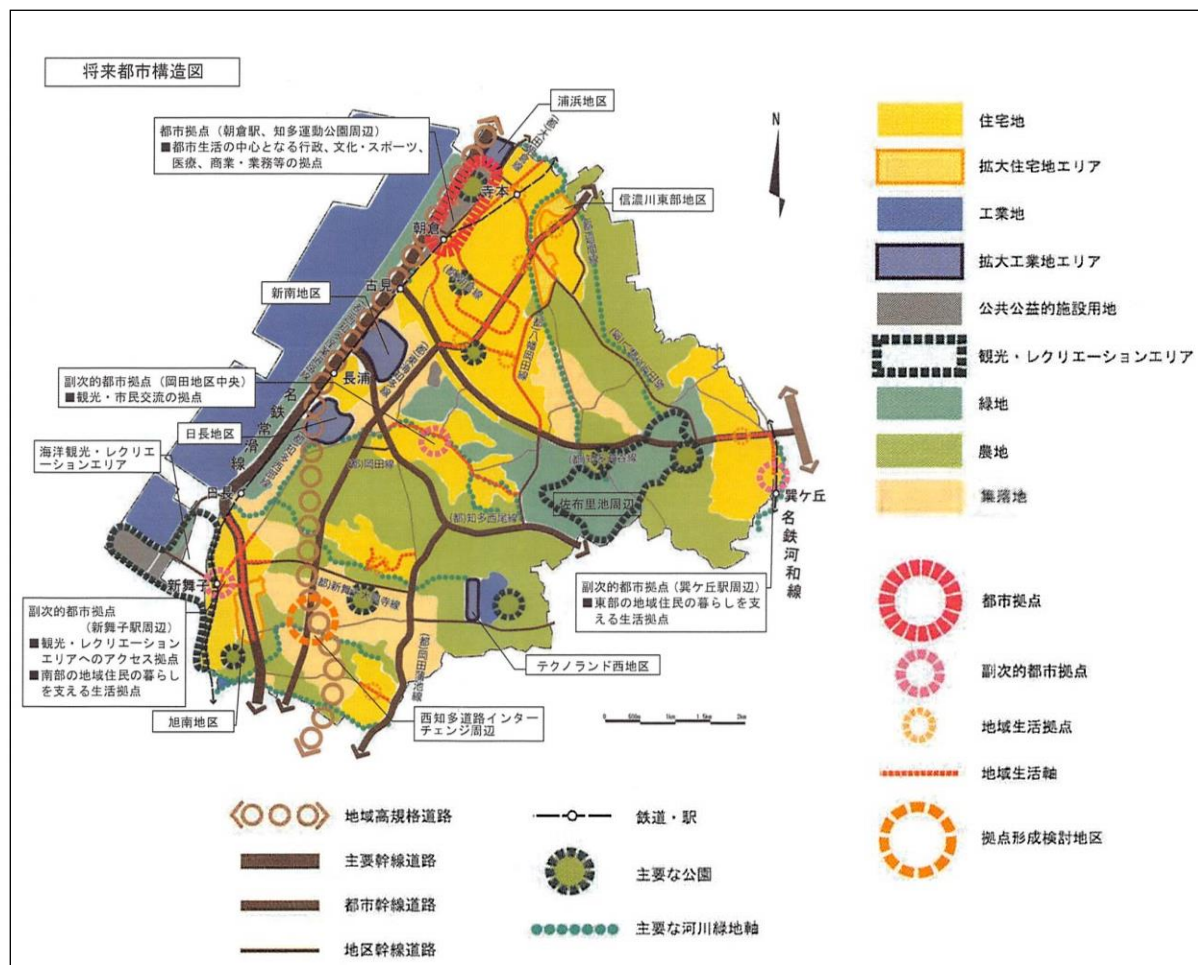 将来都市構造図
浦浜地区
都市拠点（朝倉駅、知多運動公園周辺）
■都市生活の中心となる行政、文化・スポーツ、
医療、商業・業務等の拠点
N
寺本
信濃川東部地区
朝倉
古見
新南地区
長浦
副次的都市拠点（岡田地区中央）
■観光・市民交流の拠点
名鉄常滑線
日長地区
海洋観光・レクリ
エーションエリア
日長
(都)岡田線
(都)知多西尾線
佐布里池周辺
巽ケ丘
名鉄河和線
新舞子
副次的都市拠点（巽ケ丘駅周辺）
■東部の地域住民の暮らしを支
える生活拠点
副次的都市拠点
（新舞子駅周辺）
■観光・レクリエーション
エリアへのアクセス拠点
■南部の地域住民の暮らし
を支える生活拠点
テクノランド西地区
旭南地区
西知多道路インター
チェンジ周辺
0 500m 1km 1.5km 2km
住宅地
拡大住宅地エリア
工業地
拡大工業地エリア
公共公益的施設用地
観光・レクリエーションエリア
緑地
農地
集落地
都市拠点
副次的都市拠点
地域生活拠点
地域生活軸
拠点形成検討地区
地域高規格道路
主要幹線道路
都市幹線道路
地区幹線道路
鉄道・駅
主要な公園
主要な河川緑地軸